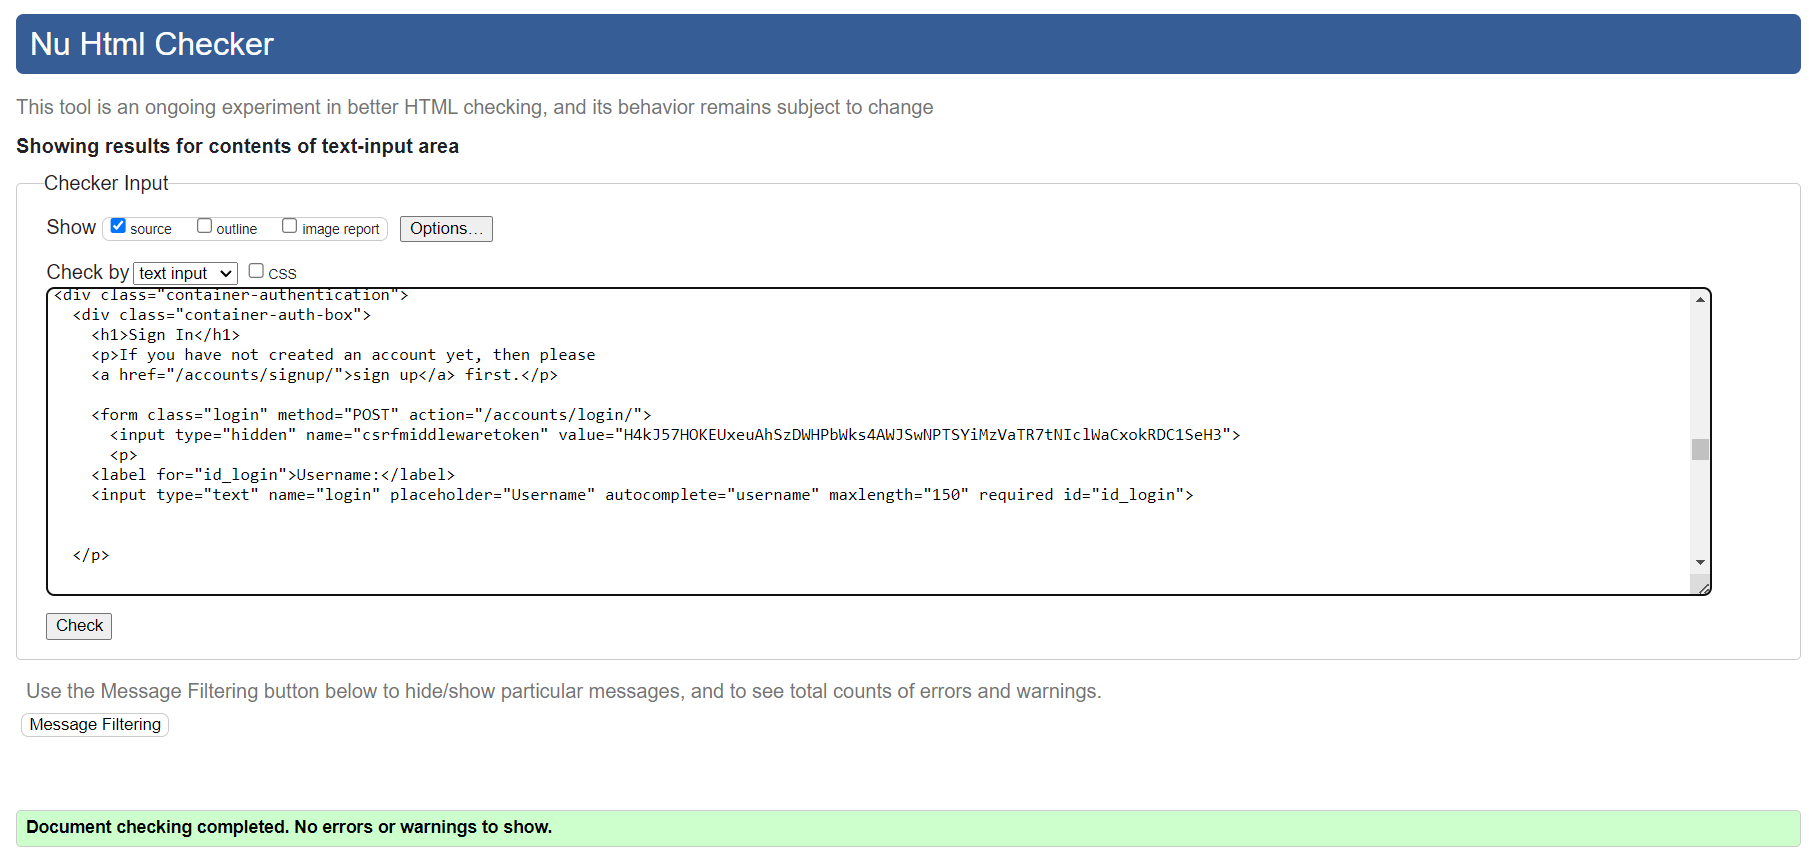 Nu Html Checker
This tool is an ongoing experiment in better HTML checking, and its behavior remains subject to change
Showing results for contents of text-input area
Checker Input
Show source outline image report Options...
Check by text input CSS
<div class="container-authentication">
<div class="container-auth-box">
<h1>Sign In</h1>
<p>If you have not created an account yet, then please
<a href="/accounts/signup/">sign up</a> first.</p>
<form class="login" method="POST" action="/accounts/login/">
<input type="hidden" name="csrfmiddlewaretoken" value="H4kJ57HOKEUxeuAhSzDWHPbWks4AWJSwNPTSYiMzVaTR7tNIclWaCxokRDC1SeH3">
<p>
<label for="id_login">Username:</label>
<input type="text" name="login" placeholder="Username" autocomplete="username" maxlength="150" required id="id_login">
</p>
Check
Use the Message Filtering button below to hide/show particular messages, and to see total counts of errors and warnings.
Message Filtering
Document checking completed. No errors or warnings to show.